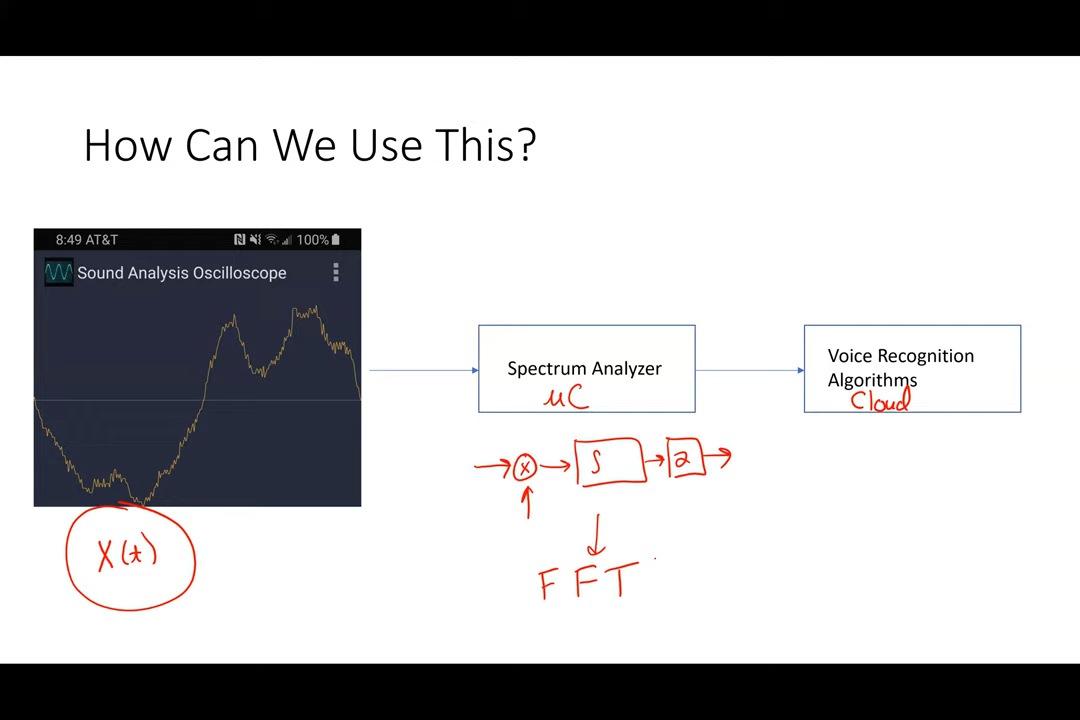 How Can We Use This?
8:49 AT&T 100%
Sound Analysis Oscilloscope
X(t)
Spectrum Analyzer
μC
x
∫
2
FFT
Voice Recognition
Algorithms
Cloud